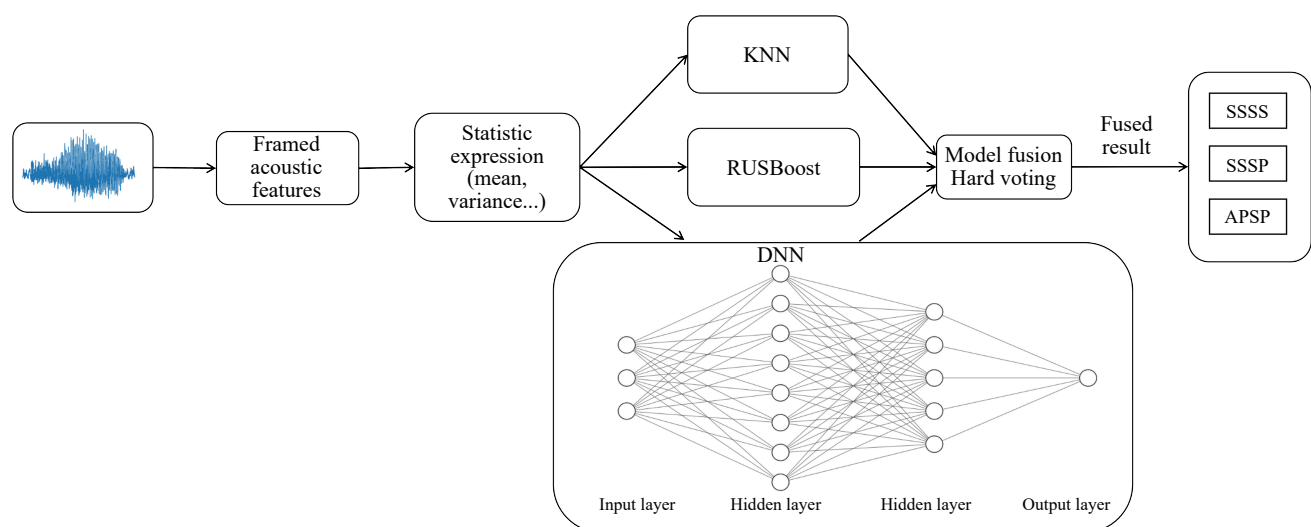 Framed
acoustic
features
Statistic
expression
(mean,
variance...)
KNN
RUSBoost
DNN
Input layer
Hidden layer
Hidden layer
Output layer
Model fusion
Hard voting
Fused
result
SSSS
SSSP
APSP